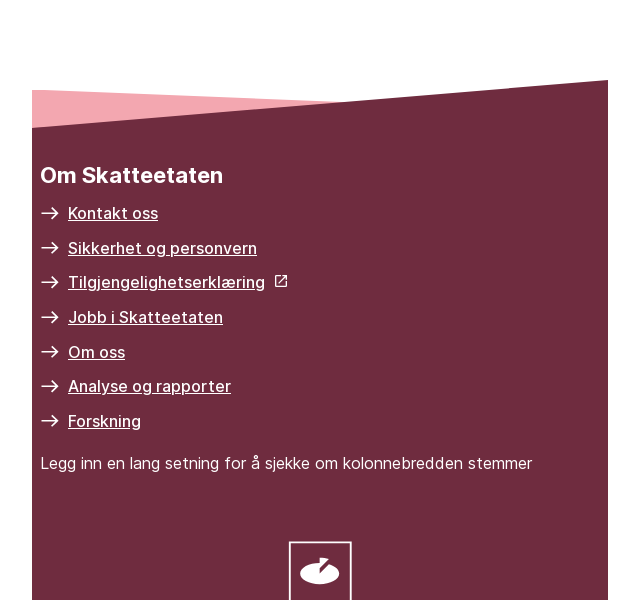 Om Skatteetaten
Kontakt oss
Sikkerhet og personvern
Tilgjengelighetserklæring
Jobb i Skatteetaten
Om oss
Analyse og rapporter
Forskning
Legg inn en lang setning for å sjekke om kolonnebredden stemmer